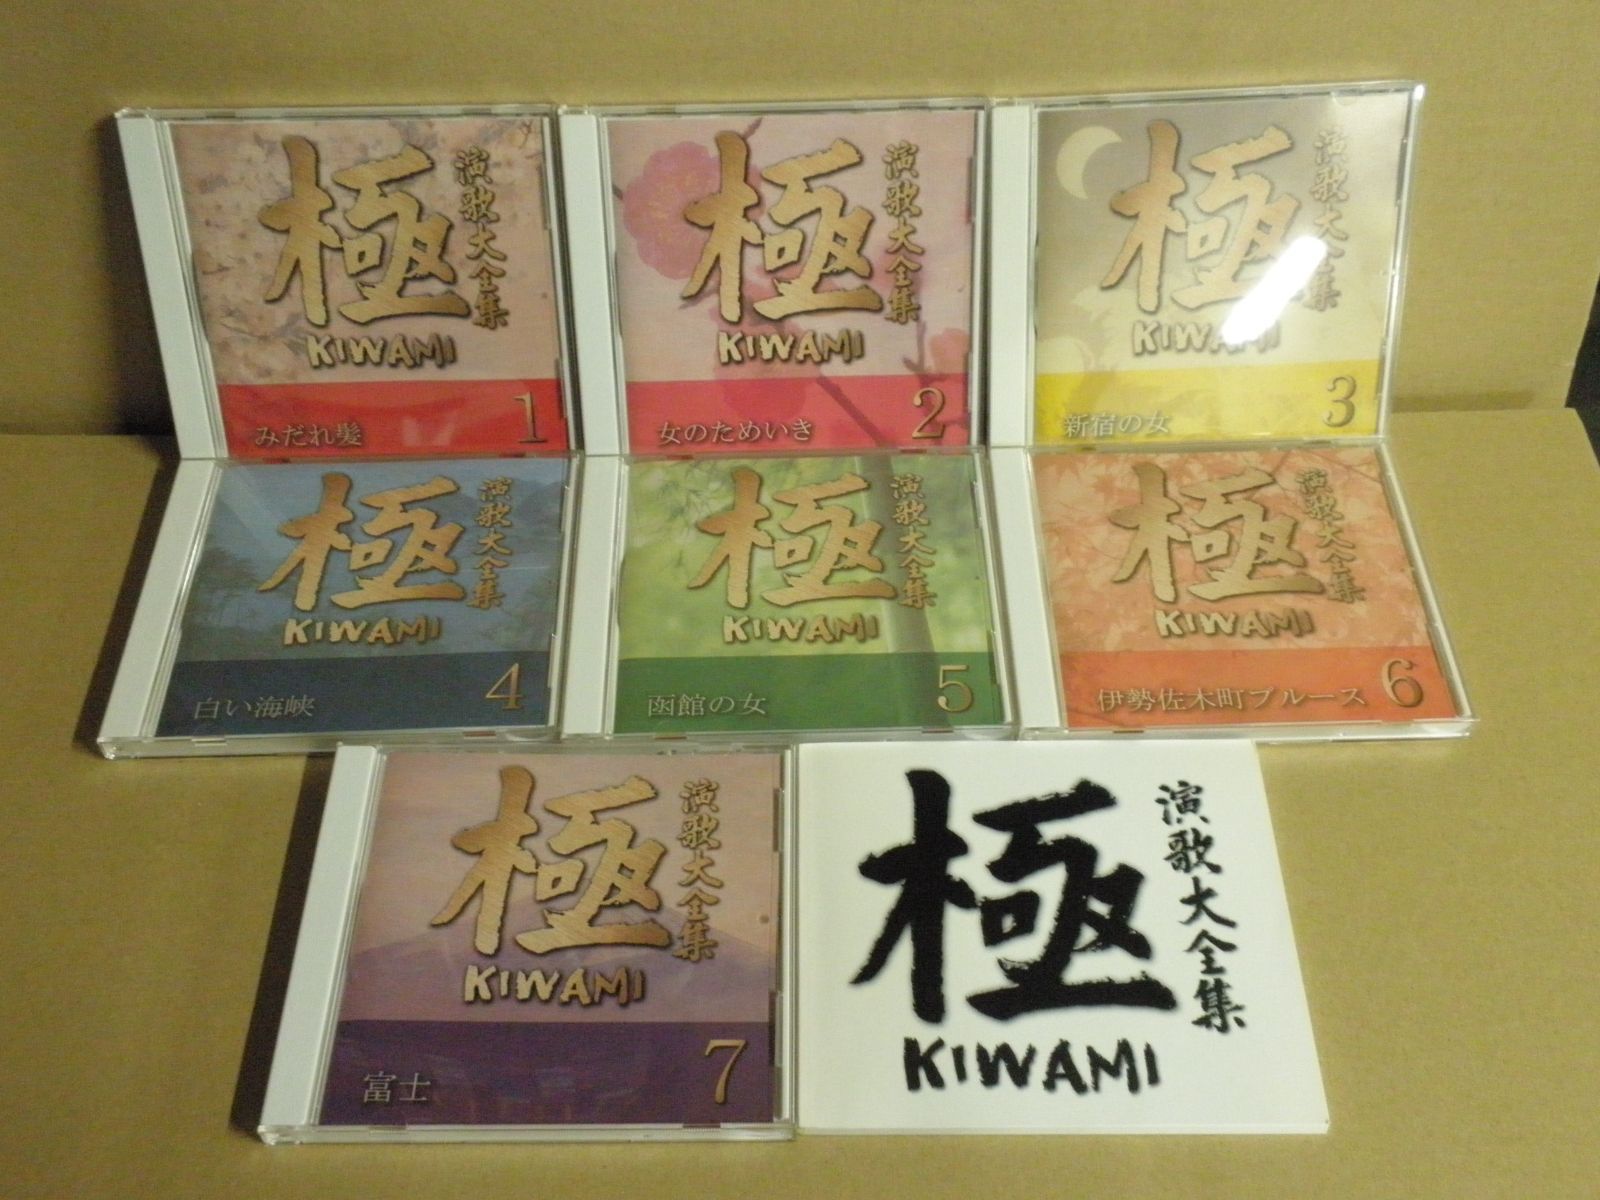 極
演歌大全集
KIWAMI
みだれ髪
1
極
演歌大全集
KIWAMI
女のためいき
2
極
演歌大全集
KIWAMI
新宿の女
3
極
演歌大全集
KIWAMI
白い海峡
4
極
演歌大全集
KIWAMI
函館の女
5
極
演歌大全集
KIWAMI
伊勢佐木町ブルース
6
極
演歌大全集
KIWAMI
富士
7
極
演歌大全集
KIWAMI